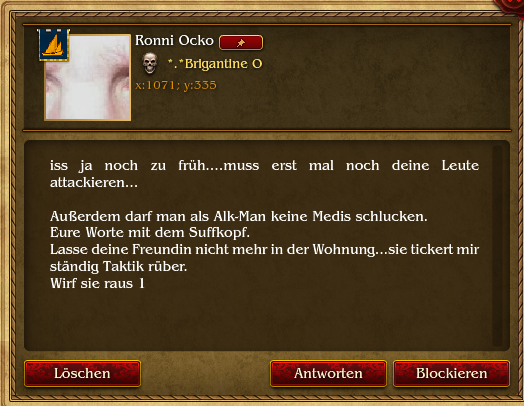 Ronni Ocko
*.*Brigantine O
x:1071; y:335
iss ja noch zu früh....muss erst mal noch deine Leute
attackieren...
Außerdem darf man als Alk-Man keine Medis schlucken.
Eure Worte mit dem Suffkopf.
Lasse deine Freundin nicht mehr in der Wohnung...sie tickert mir
ständig Taktik rüber.
Wirf sie raus 1
Löschen
Antworten
Blockieren